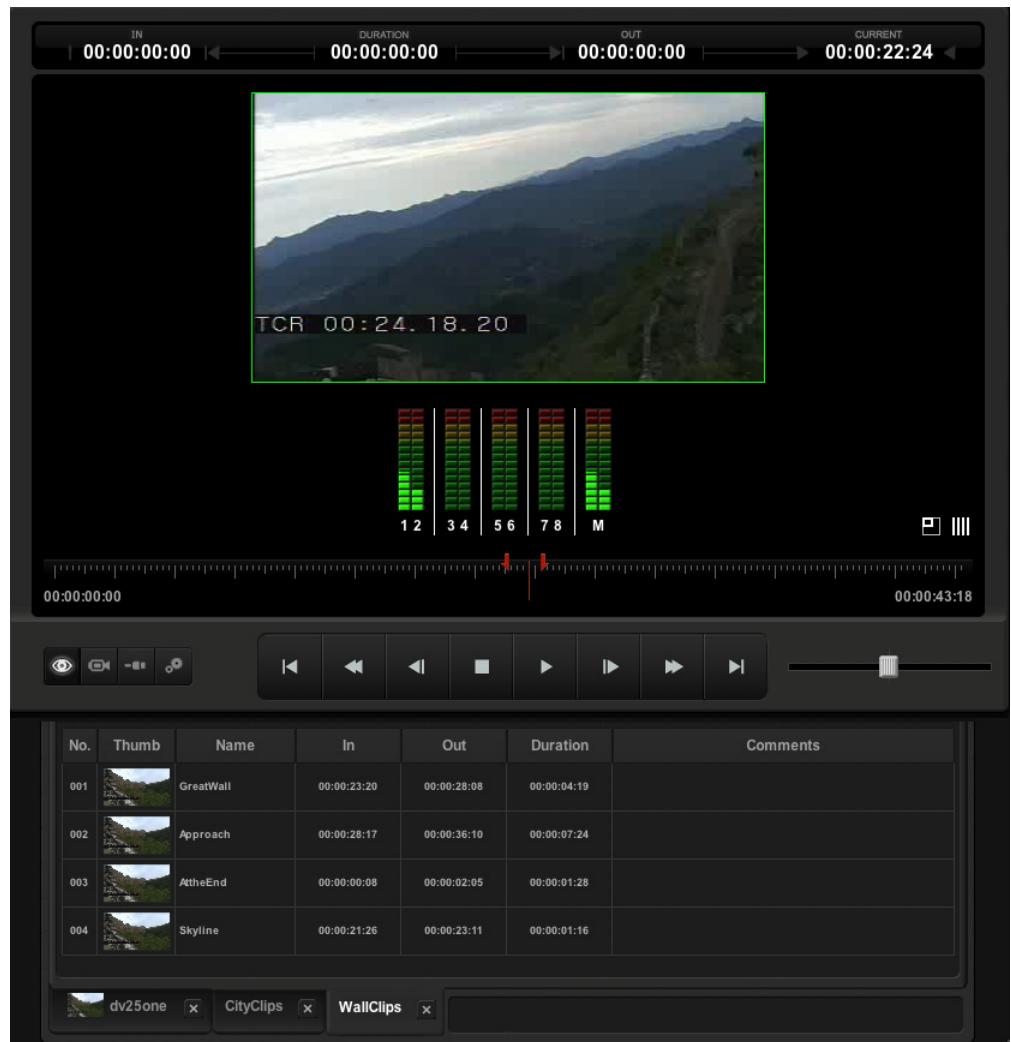 IN DURATION OUT CURRENT
00:00:00:00 00:00:00:00 00:00:00:00 00:00:22:24
TCR 00:24.18.20
1 2 3 4 5 6 7 8 M
00:00:00:00 00:00:43:18
No. Thumb Name In Out Duration Comments
001 GreatWall 00:00:23:20 00:00:28:08 00:00:04:19
002 Approach 00:00:28:17 00:00:36:10 00:00:07:24
003 AttheEnd 00:00:00:08 00:00:02:05 00:00:01:28
004 Skyline 00:00:21:26 00:00:23:11 00:00:01:16
dv25one x CityClips x WallClips x